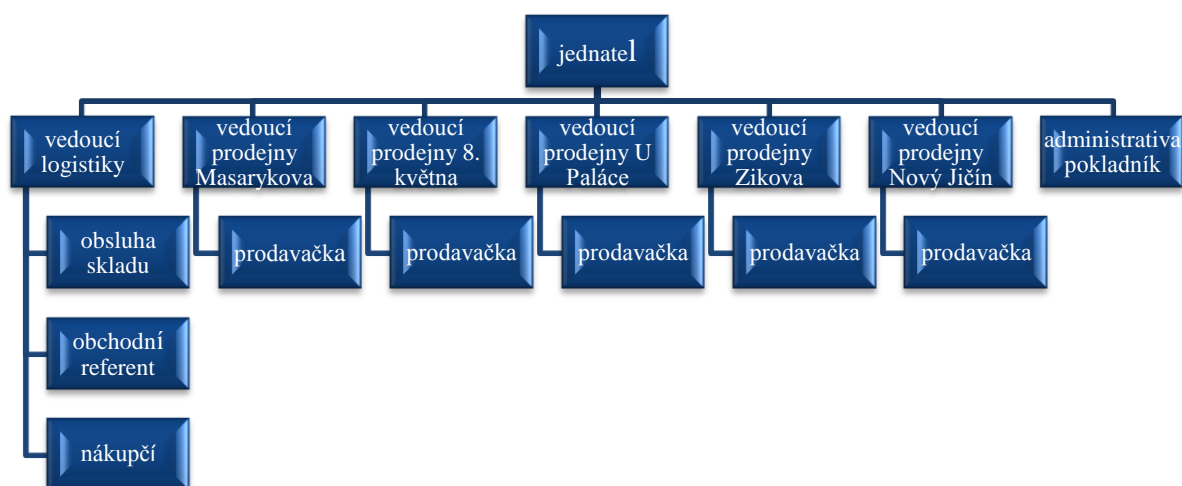 jednatel
vedoucí
logistiky
vedoucí
prodejny
Masarykova
vedoucí
prodejny 8.
května
vedoucí
prodejny U
Paláce
vedoucí
prodejny
Zikova
vedoucí
prodejny
Nový Jičín
administrativa
pokladník
obsluha
skladu
prodavačka
prodavačka
prodavačka
prodavačka
prodavačka
obchodní
referent
nákupčí